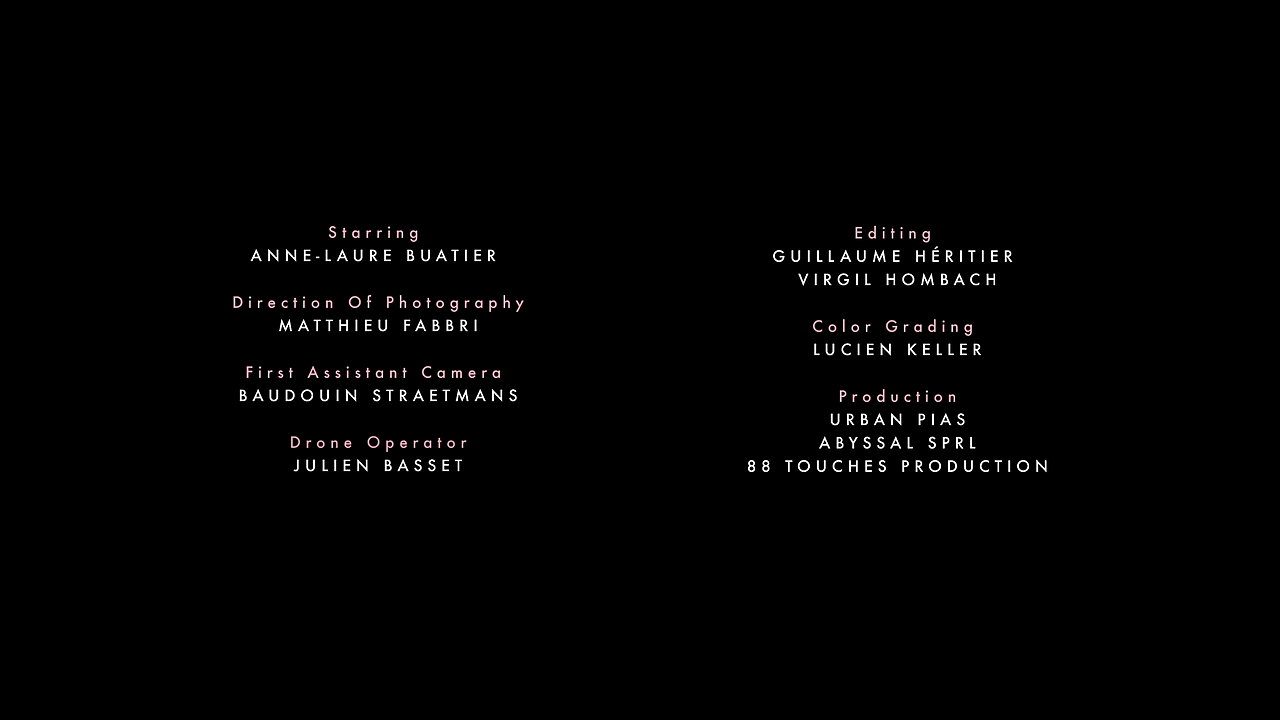 Starring
ANNE-LAURE BUATIER
Direction Of Photography
MATTHIEU FABBRI
First Assistant Camera
BAUDOUIN STRAETMANS
Drone Operator
JULIEN BASSET
Editing
GUILLAUME HÉRITIER
VIRGIL HOMBACH
Color Grading
LUCIEN KELLER
Production
URBAN PIAS
ABYSSAL SPRL
88 TOUCHES PRODUCTION